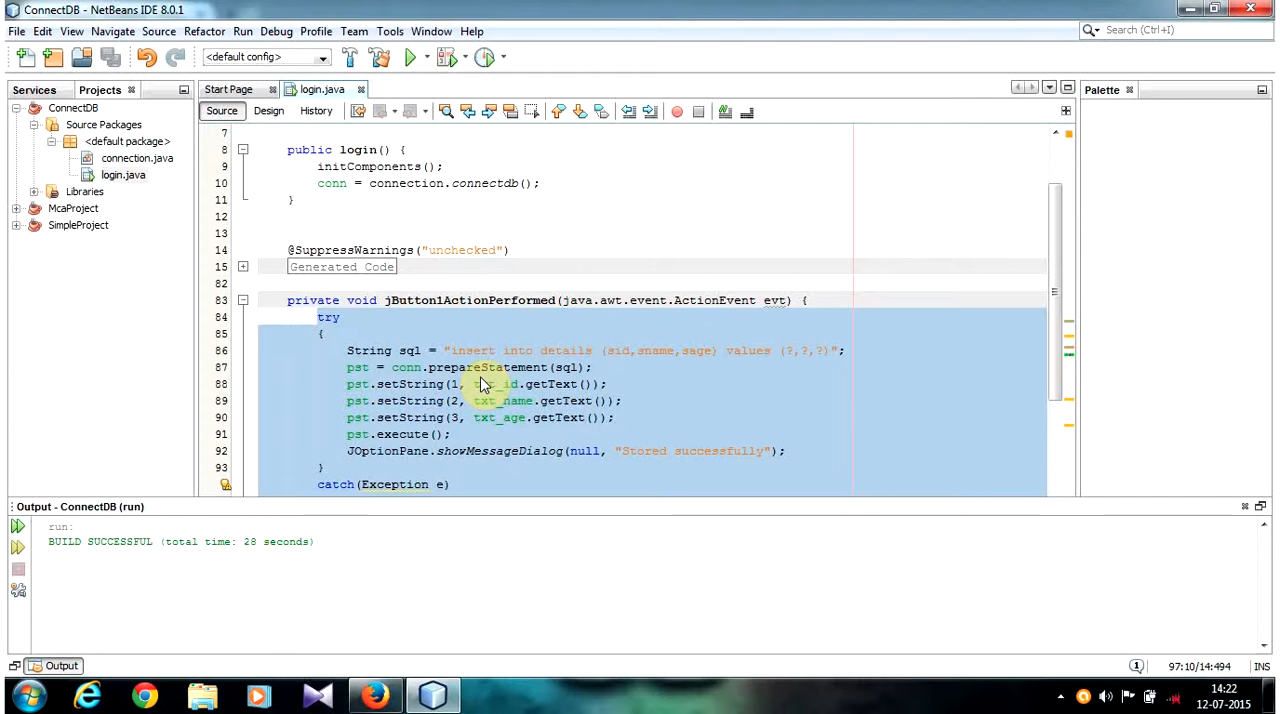 ConnectDB - NetBeans IDE 8.0.1
File Edit View Navigate Source Refactor Run Debug Profile Team Tools Window Help
Search (Ctrl+I)
<default config>
Services Projects
Start Page login.java
Palette
ConnectDB
Source Packages
<default package>
connection.java
login.java
Libraries
McaProject
SimpleProject
Source Design History
7
8 public login() {
9 initComponents();
10 conn = connection.connectdb();
11 }
12
13
14 @SuppressWarnings("unchecked")
15 Generated Code
82
83 private void jButton1ActionPerformed(java.awt.event.ActionEvent evt) {
84 try
85 {
86 String sql = "insert into details (sid,sname,sage) values (?,?,?)";
87 pst = conn.prepareStatement(sql);
88 pst.setString(1, txt_id.getText());
89 pst.setString(2, txt_name.getText());
90 pst.setString(3, txt_age.getText());
91 pst.execute();
92 JOptionPane.showMessageDialog(null, "Stored successfully");
93 }
catch(Exception e)
Output - ConnectDB (run)
run:
BUILD SUCCESSFUL (total time: 28 seconds)
Output
1 97:10/14:494 INS
14:22
12-07-2015